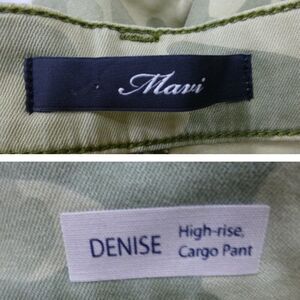 Mavi
DENISE
High-rise,
Cargo Pant